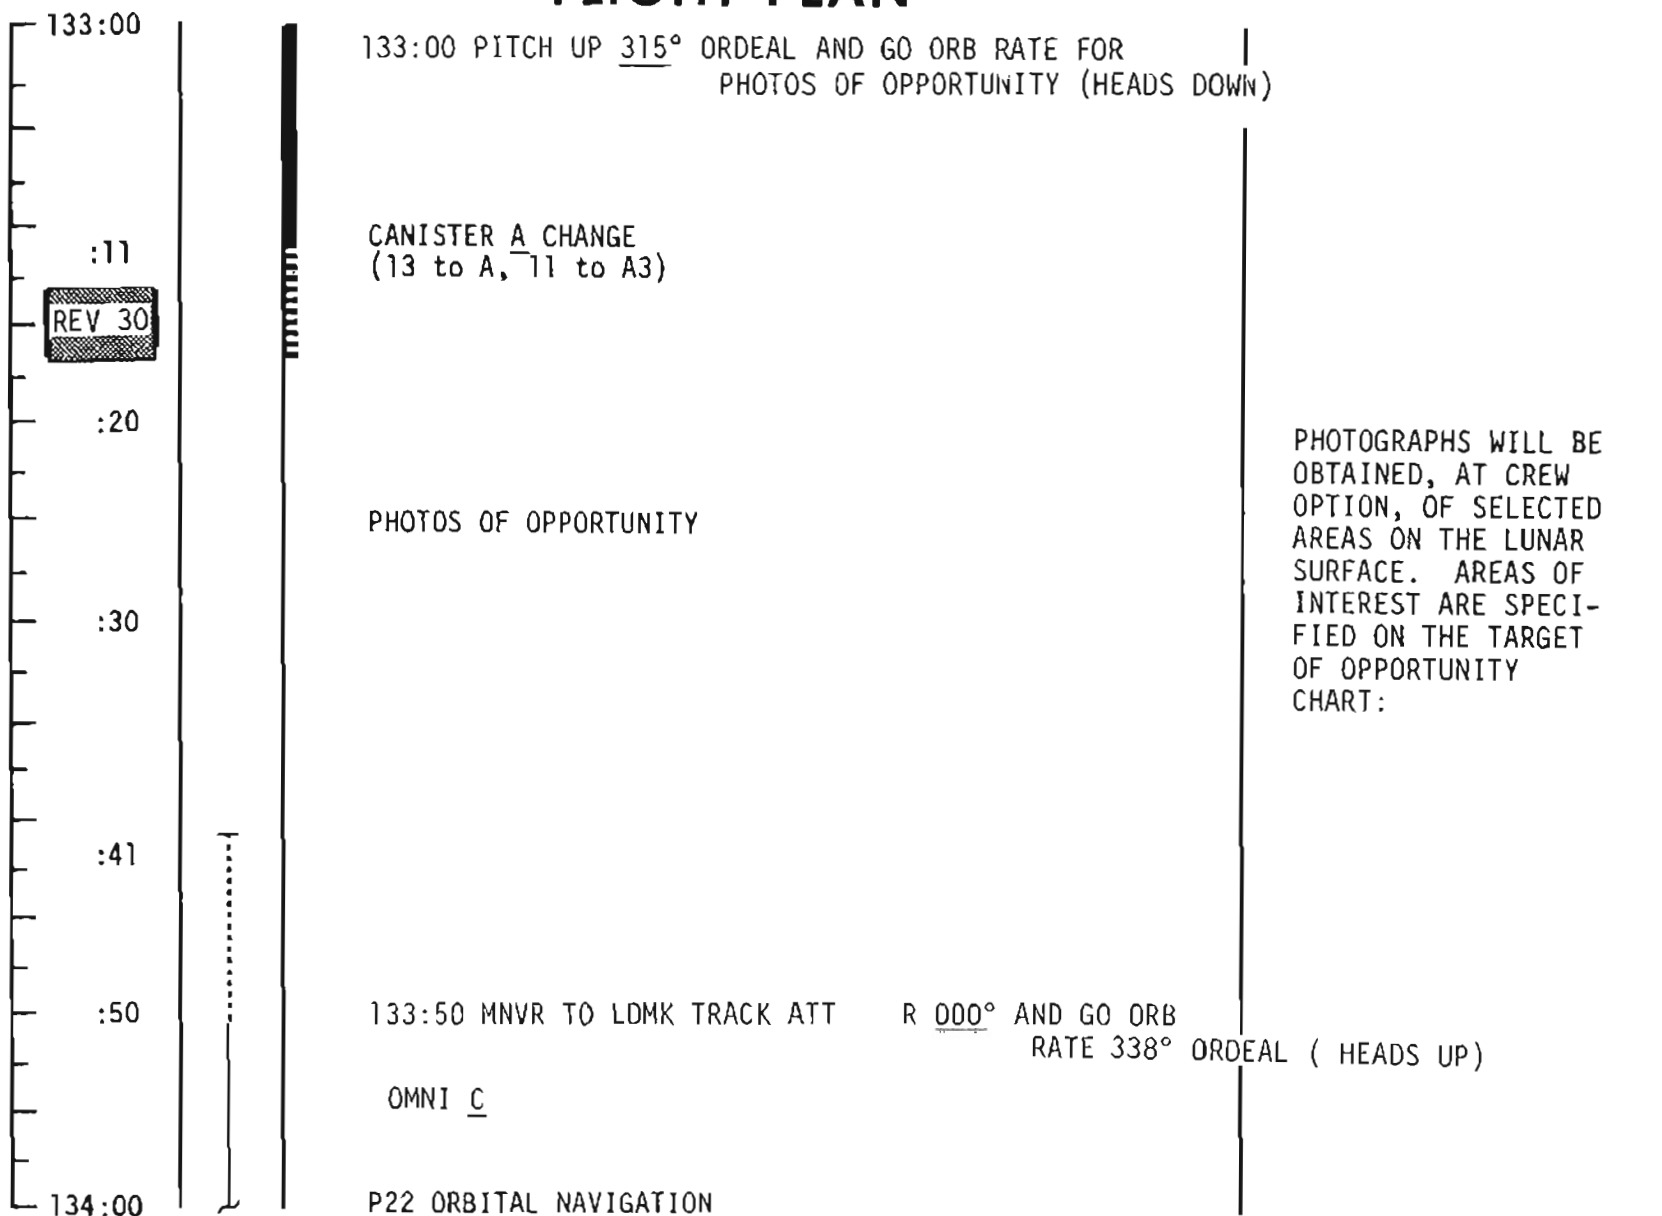 FLIGHT PLAN
133:00
133:00 PITCH UP 315° ORDEAL AND GO ORB RATE FOR
PHOTOS OF OPPORTUNITY (HEADS DOWN)
:11
CANISTER A CHANGE
(13 to A, 11 to A3)
REV 30
:20
PHOTOS OF OPPORTUNITY
:30
:41
:50
133:50 MNVR TO LDMK TRACK ATT R 000° AND GO ORB
RATE 338° ORDEAL ( HEADS UP)
OMNI C
134:00
P22 ORBITAL NAVIGATION
PHOTOGRAPHS WILL BE
OBTAINED, AT CREW
OPTION, OF SELECTED
AREAS ON THE LUNAR
SURFACE. AREAS OF
INTEREST ARE SPECI-
FIED ON THE TARGET
OF OPPORTUNITY
CHART: